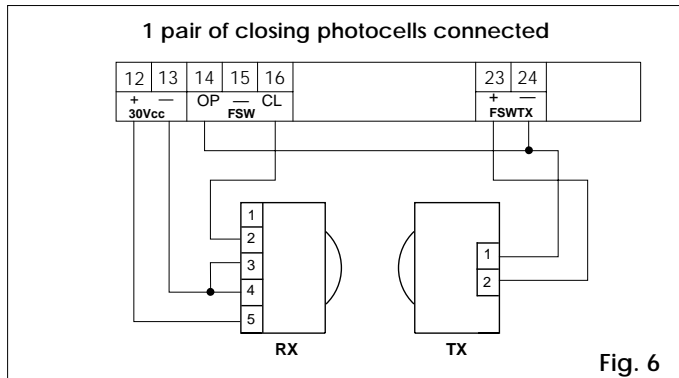 1 pair of closing photocells connected
12 13 14 15 16 23 24
+ — OP — CL + —
30Vcc FSW FSWTX
1
2
3
4
5
1
2
RX TX
Fig. 6